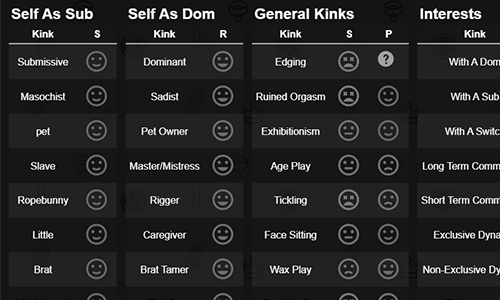 Self As Sub Self As Dom General Kinks Interests
Kink S Kink R Kink S P Kink
Submissive Dominant Edging ? With A Dom
Masochist Sadist Ruined Orgasm With A Sub
pet Pet Owner Exhibitionism With A Switc
Slave Master/Mistress Age Play Long Term Comm
Ropebunny Rigger Tickling Short Term Comm
Little Caregiver Face Sitting Exclusive Dyna
Brat Brat Tamer Wax Play Non-Exclusive Dy